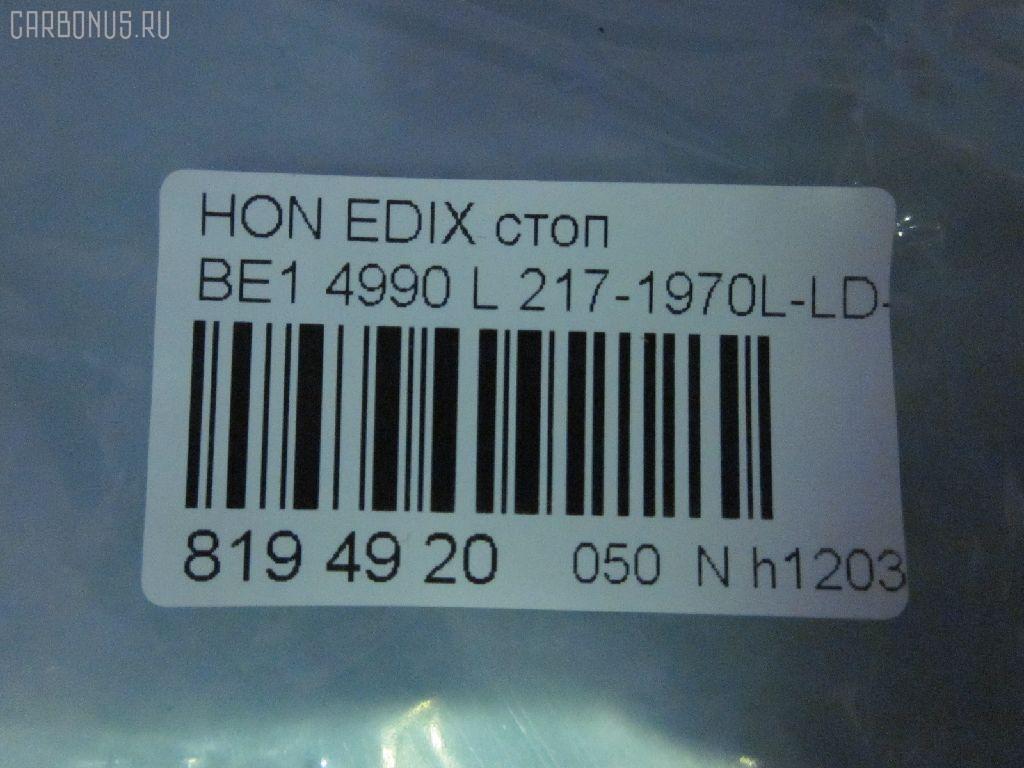 CARBONUS.RU
HON EDIX стоп
BE1 4990 L 217-1970L-LD-
819 49 20 050 N h1203